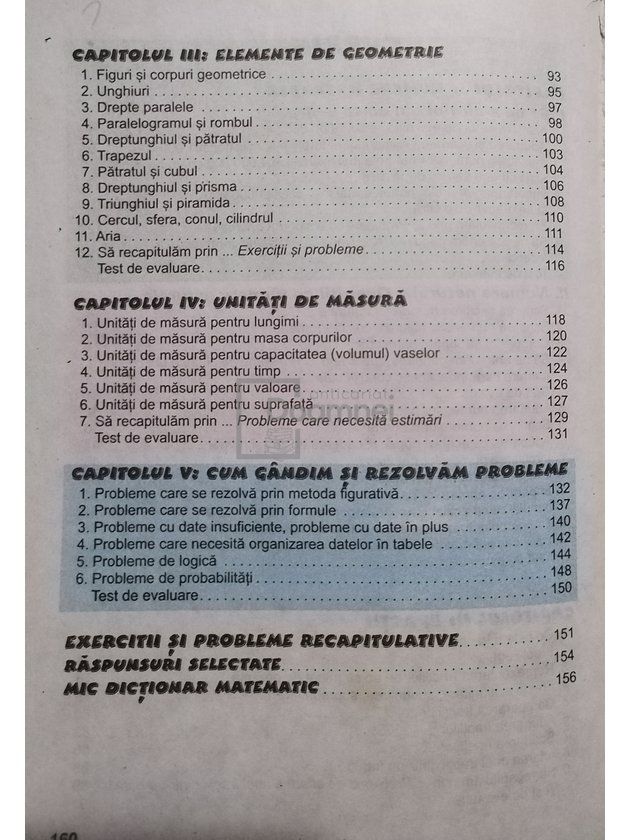 CAPITOLUL III: ELEMENTE DE GEOMETRIE
1. Figuri și corpuri geometrice 93
2. Unghiuri 95
3. Drepte paralele 97
4. Paralelogramul și rombul 98
5. Dreptunghiul și pătratul 100
6. Trapezul 103
7. Pătratul și cubul 104
8. Dreptunghiul și prisma 106
9. Triunghiul și piramida 108
10. Cercul, sfera, conul, cilindrul 110
11. Aria 111
12. Să recapitulăm prin ... Exerciții și probleme 114
Test de evaluare 116
CAPITOLUL IV: UNITĂȚI DE MĂSURĂ
1. Unități de măsură pentru lungimi 118
2. Unități de măsură pentru masa corpurilor 120
3. Unități de măsură pentru capacitatea (volumul) vaselor 122
4. Unități de măsură pentru timp 124
5. Unități de măsură pentru valoare 126
6. Unități de măsură pentru suprafață 127
7. Să recapitulăm prin ... Probleme care necesită estimări 129
Test de evaluare 131
anticariat
Doamnei
CAPITOLUL V: CUM GÂNDIM ȘI REZOLVĂM PROBLEME
1. Probleme care se rezolvă prin metoda figurativă 132
2. Probleme care se rezolvă prin formule 137
3. Probleme cu date insuficiente, probleme cu date în plus 140
4. Probleme care necesită organizarea datelor în tabele 142
5. Probleme de logică 144
6. Probleme de probabilități 148
Test de evaluare 150
EXERCITII ȘI PROBLEME RECAPITULATIVE 151
RĂSPUNSURI SELECTATE 154
MIC DICȚIONAR MATEMATIC 156
160